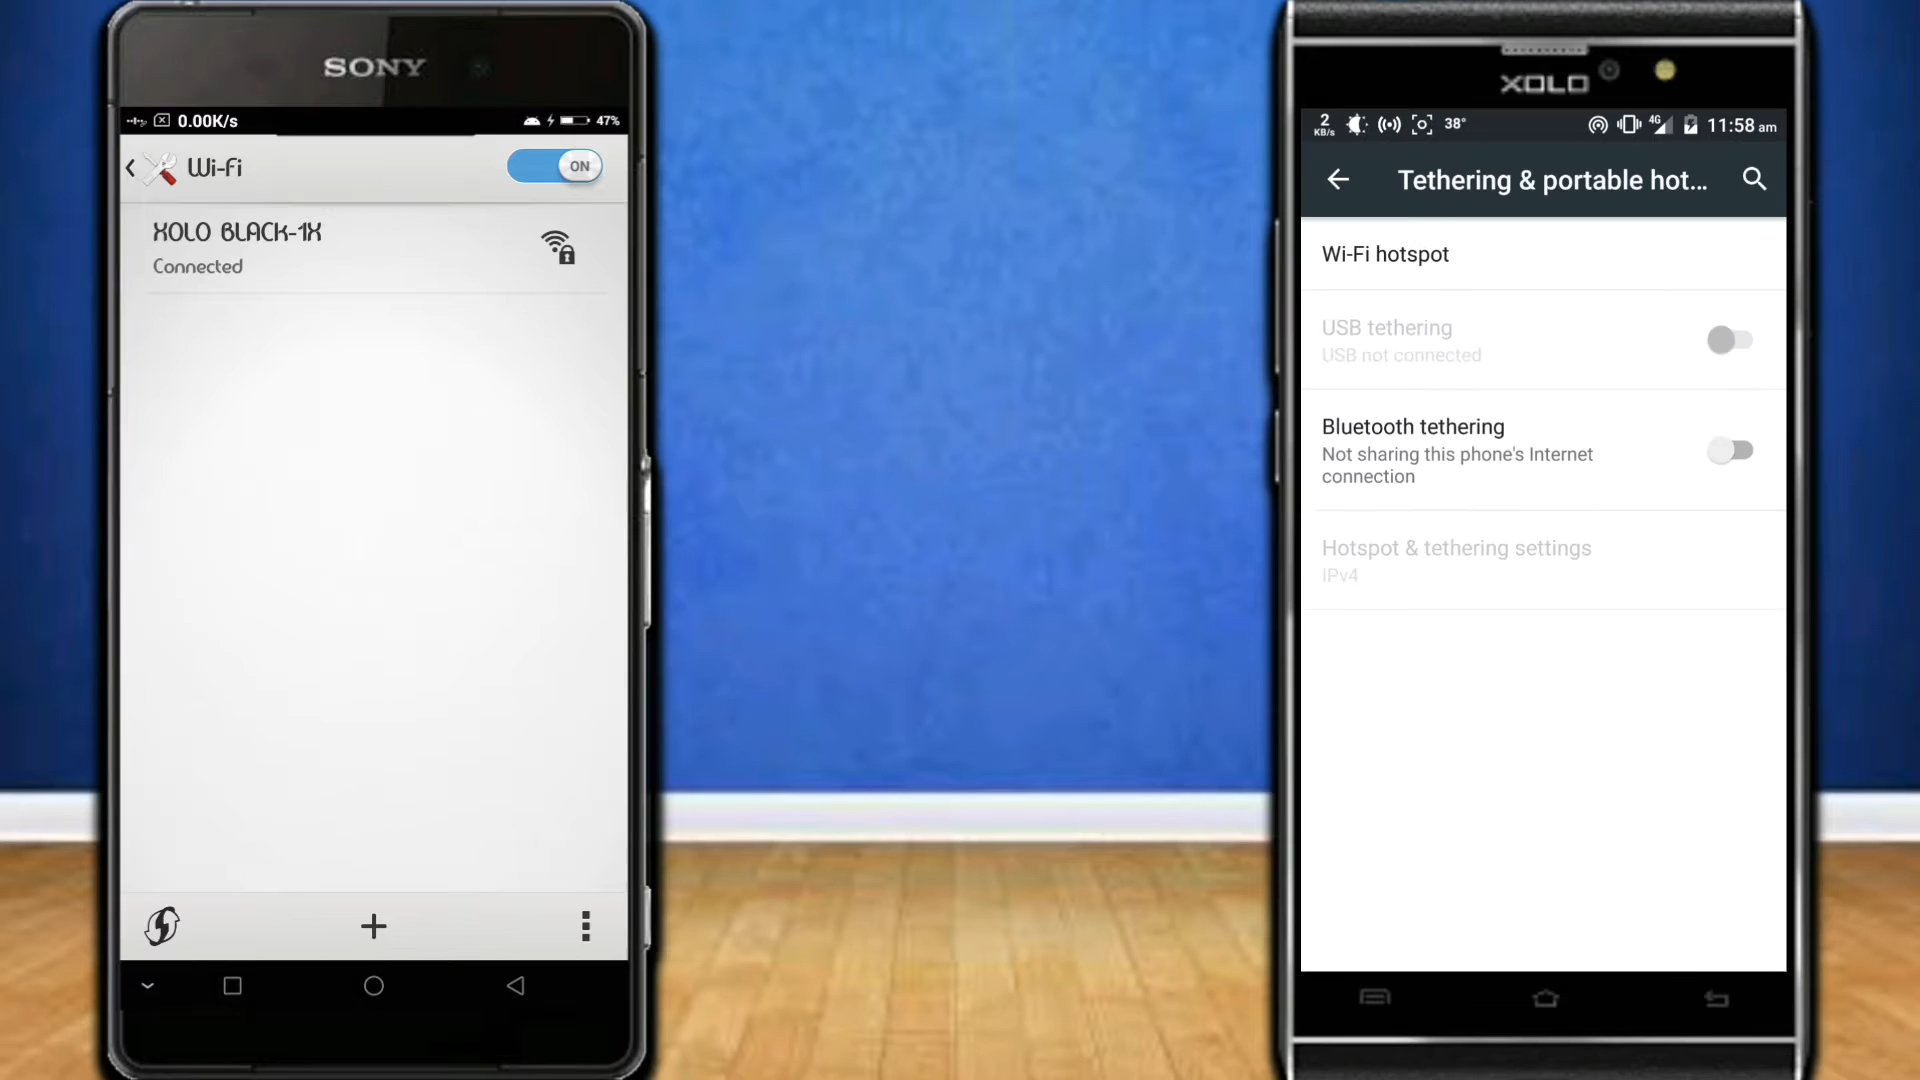 SONY
0.00K/s
47%
Wi-Fi
ON
XOLO BLACK-1X
Connected
XOLO
2
KB/s
38°
4G
11:58 am
Tethering & portable hot...
Wi-Fi hotspot
USB tethering
USB not connected
Bluetooth tethering
Not sharing this phone's Internet
connection
Hotspot & tethering settings
IPv4